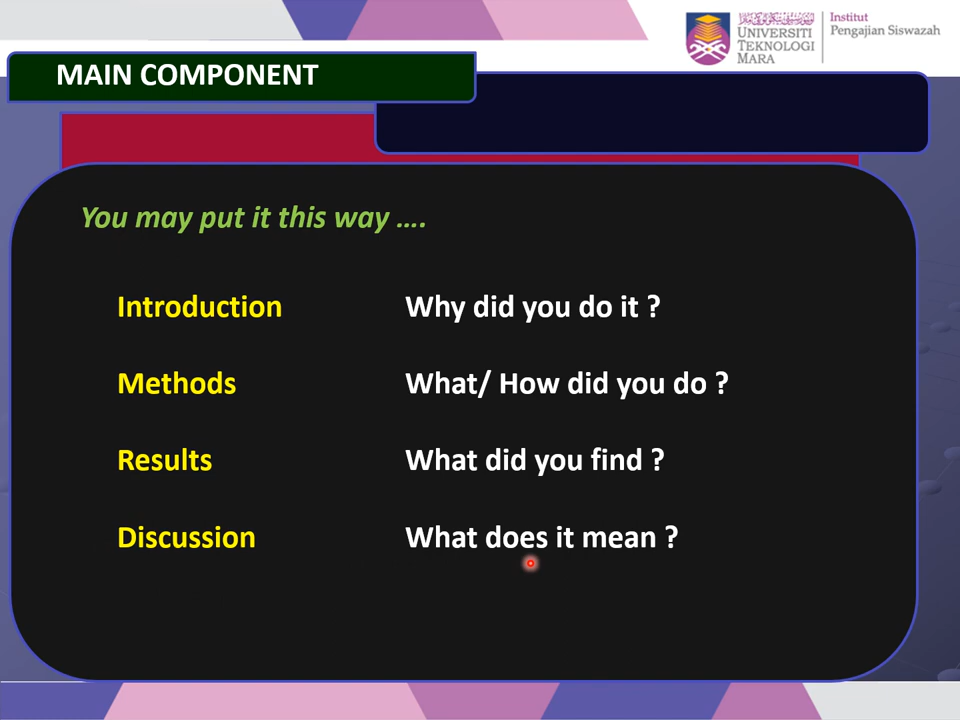 UNIVERSITI
TEKNOLOGI
MARA
Institut
Pengajian Siswazah
MAIN COMPONENT
You may put it this way ….
Introduction Why did you do it ?
Methods What/ How did you do ?
Results What did you find ?
Discussion What does it mean ?